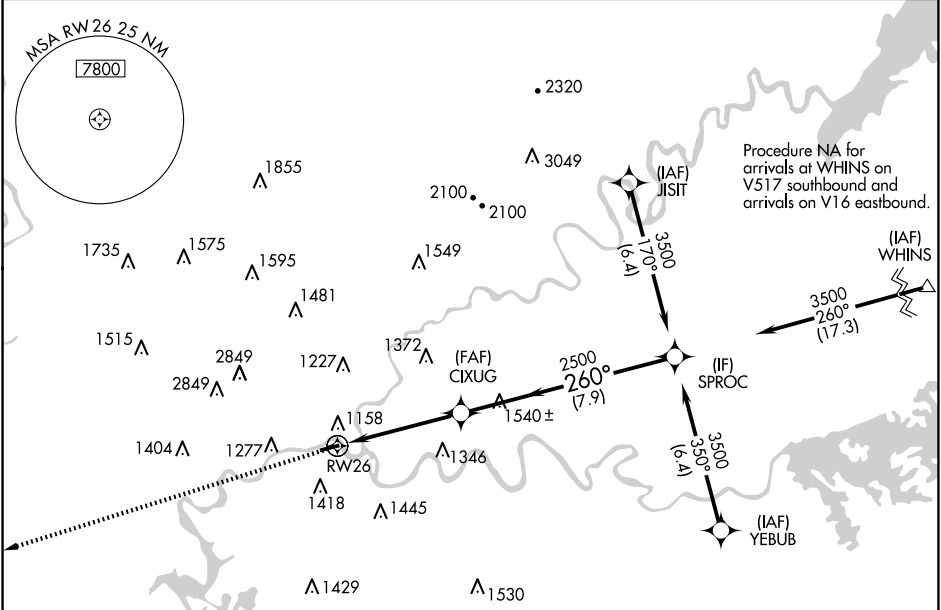 MSA RW26 25 NM
7800
2320
3049
(IAF)
JISIT
Procedure NA for
arrivals at WHINS on
V517 southbound and
arrivals on V16 eastbound.
1855
2100
2100
(IAF)
WHINS
1735
1575
1595
1549
3500
170°
(6.4)
1481
3500
260°
(17.3)
1515
2849
2849
1227
1372
(FAF)
CIXUG
2500
260°
(7.9)
(IF)
SPROC
1540 ±
1158
1404
1277
RW26
1346
3500
350°
(6.4)
1418
1445
(IAF)
YEBUB
1429
1530